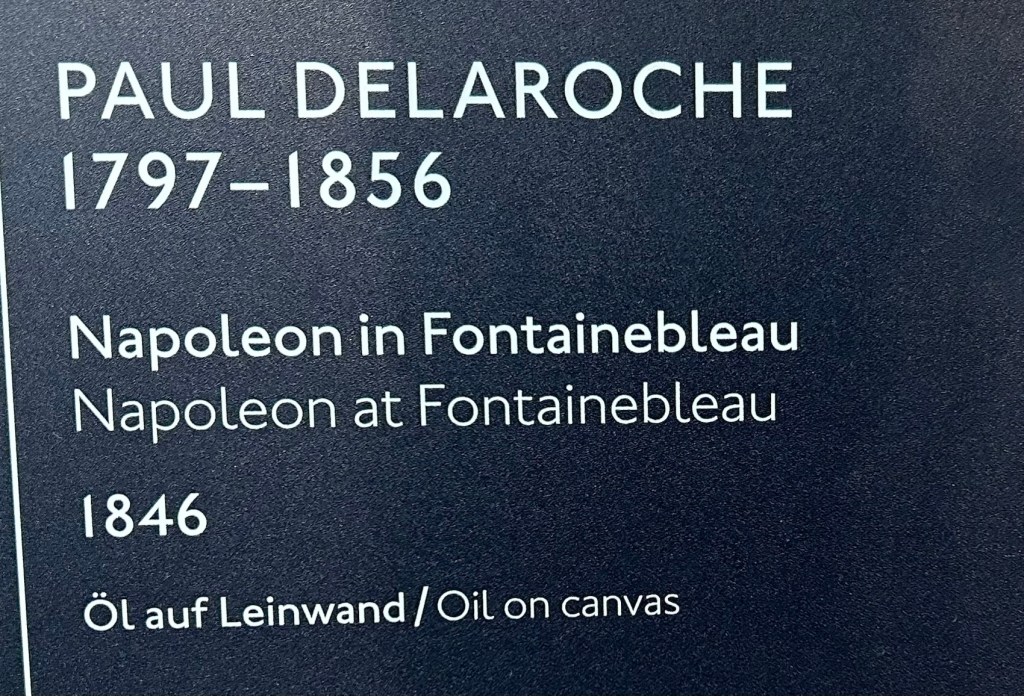 PAUL DELAROCHE
1797–1856
Napoleon in Fontainebleau
Napoleon at Fontainebleau
1846
Öl auf Leinwand / Oil on canvas